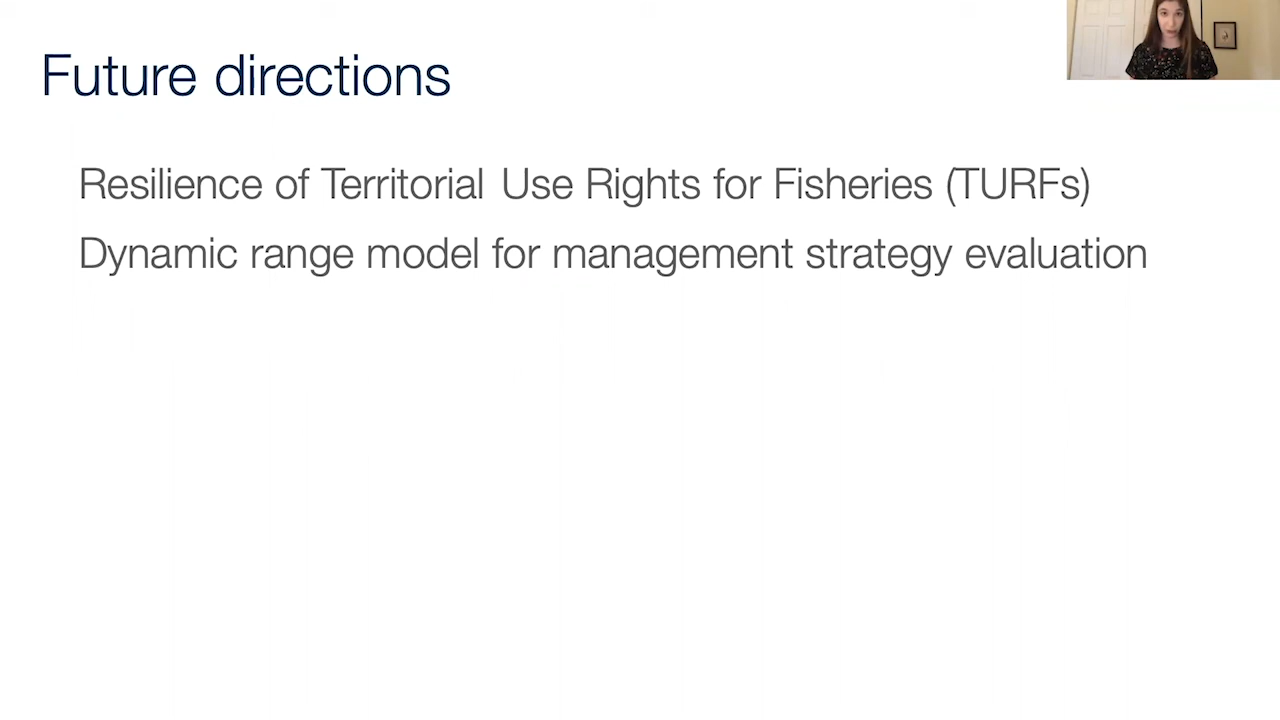 Future directions
Resilience of Territorial Use Rights for Fisheries (TURFs)
Dynamic range model for management strategy evaluation